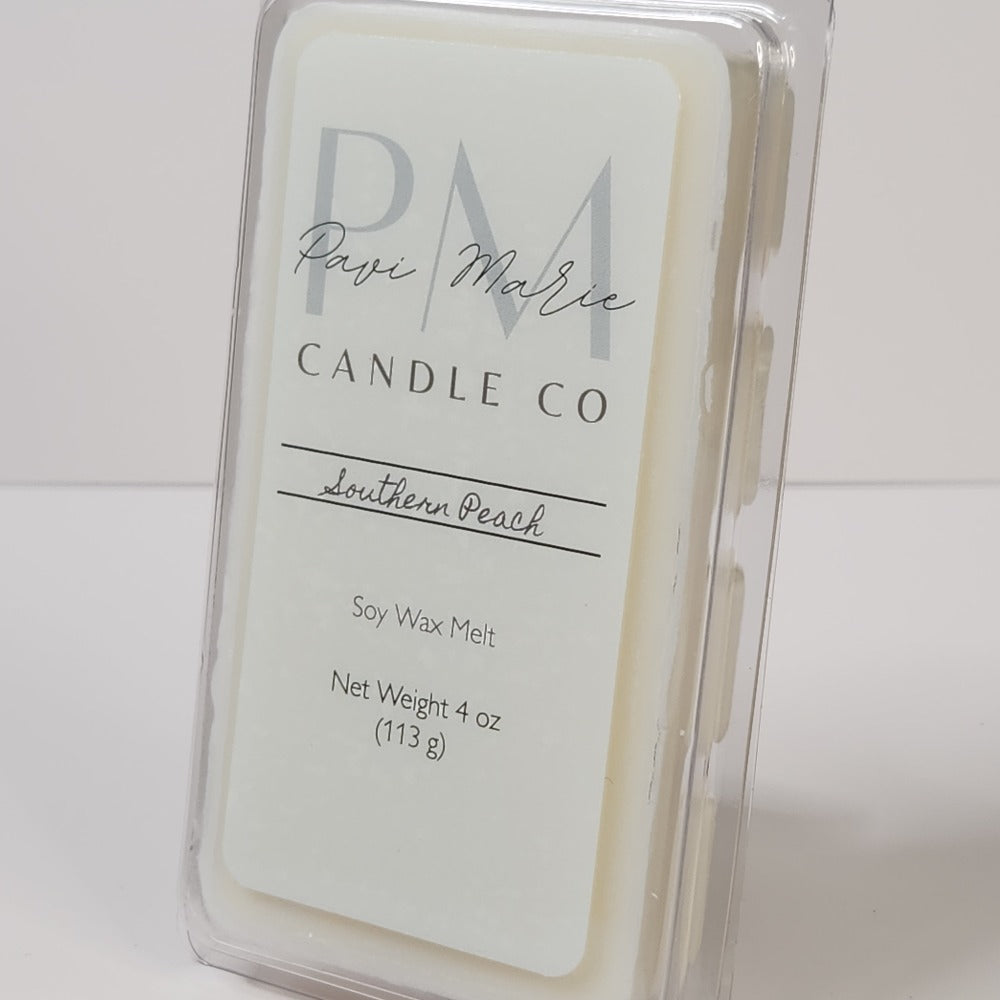 PM
Pavi Marie
CANDLE CO
Southern Peach
Soy Wax Melt
Net Weight 4 oz
(113 g)